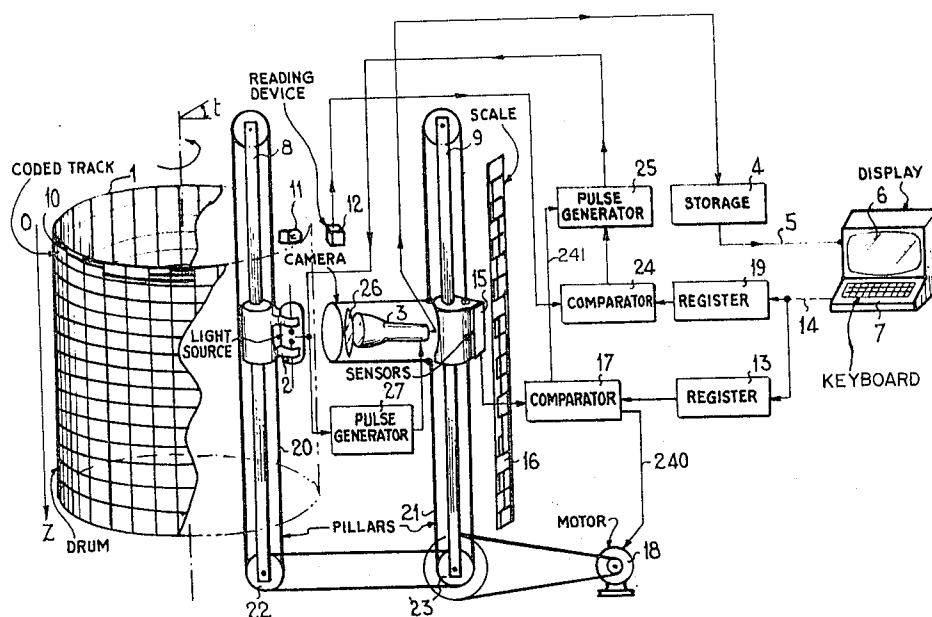 READING
DEVICE
t
SCALE
8
9
CODED TRACK
1
10
O
11
12
CAMERA
25
PULSE
GENERATOR
4
STORAGE
DISPLAY
6
5
241
26
15
24
COMPARATOR
19
REGISTER
3
14
7
LIGHT
SOURCE
2
SENSORS
17
COMPARATOR
13
REGISTER
KEYBOARD
27
PULSE
GENERATOR
20
16
240
21
Z
DRUM
PILLARS
MOTOR
18
22
23